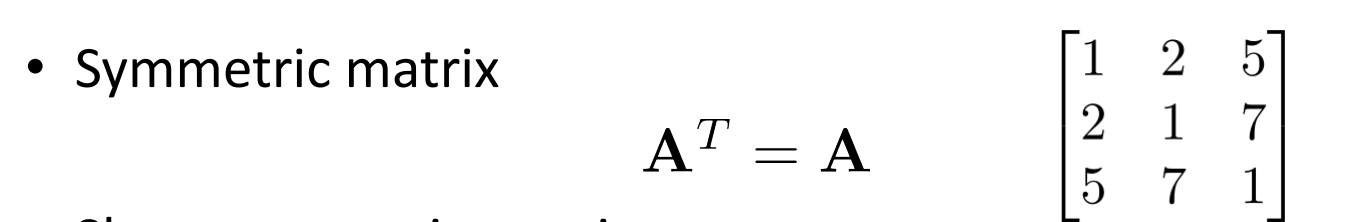 • Symmetric matrix
A^T = A
1 2 5
2 1 7
5 7 1